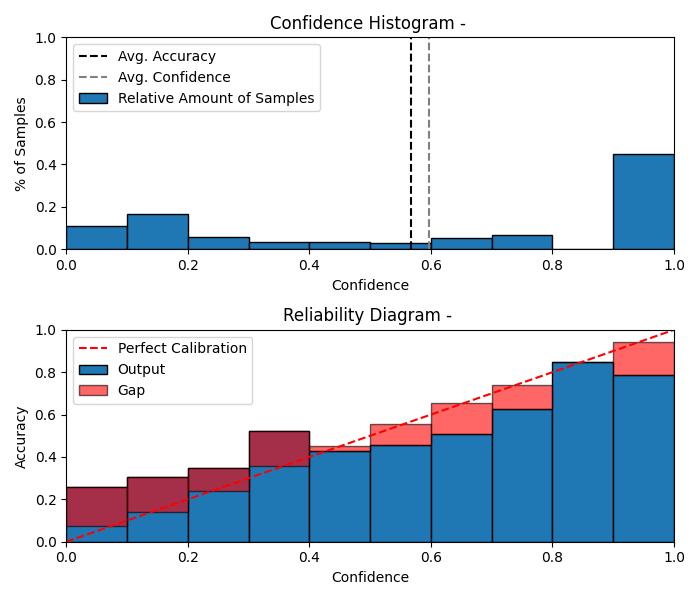 Confidence Histogram -
1.0
0.8
0.6
0.4
0.2
0.0
% of Samples
Avg. Accuracy
Avg. Confidence
Relative Amount of Samples
0.0 0.2 0.4 0.6 0.8 1.0
Confidence
Reliability Diagram -
1.0
0.8
0.6
0.4
0.2
0.0
Accuracy
Perfect Calibration
Output
Gap
0.0 0.2 0.4 0.6 0.8 1.0
Confidence